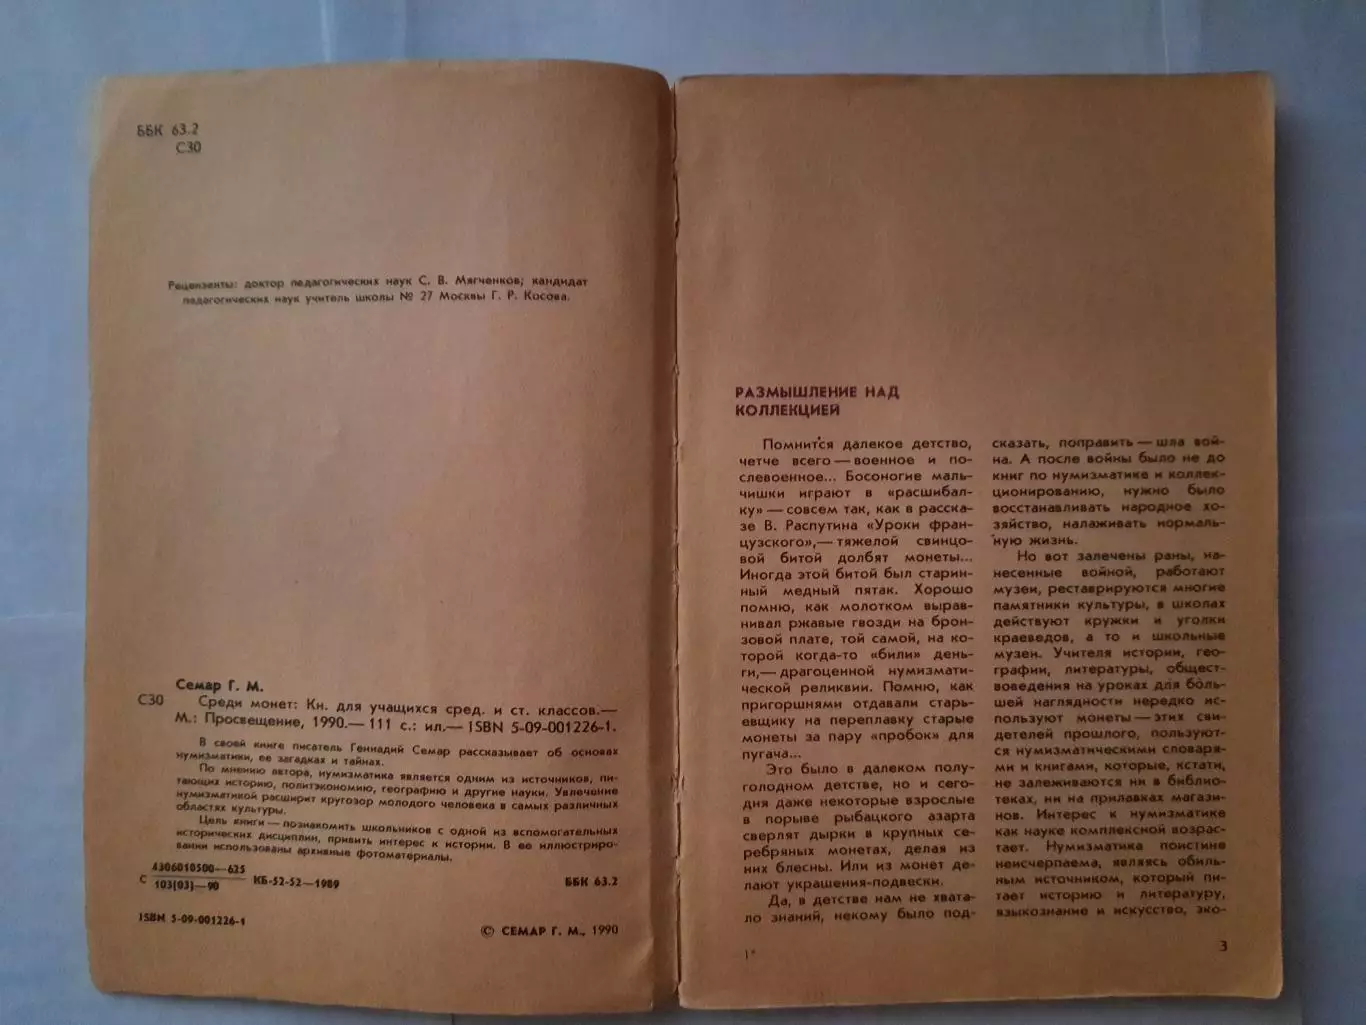 ББК 63.2
С30
Рецензенты: доктор педагогических наук С. В. Мягченков; кандидат
педагогических наук учитель школы № 27 Москвы Г. Р. Косова.
Семар Г. М.
С30 Среди монет: Кн. для учащихся сред. и ст. классов.—
М.: Просвещение, 1990.— 111 с.: ил.— ISBN 5-09-001226-1.
В своей книге писатель Геннадий Семар рассказывает об основах
нумизматики, ее загадках и тайнах.
По мнению автора, нумизматика является одним из источников, пи-
тающих историю, политэкономию, географию и другие науки. Увлечение
нумизматикой расширит кругозор молодого человека в самых различных
областях культуры.
Цель книги — познакомить школьников с одной из вспомогательных
исторических дисциплин, привить интерес к истории. В ее иллюстриро-
вании использованы архивные фотоматериалы.
С 4306010500—625
103(03)—90 КБ-52-52—1989 ББК 63.2
ISBN 5-09-001226-1
© СЕМАР Г. М., 1990
РАЗМЫШЛЕНИЕ НАД
КОЛЛЕКЦИЕЙ
Помнится далекое детство,
четче всего — военное и по-
слевоенное... Босоногие маль-
чишки играют в «расшибал-
ку» — совсем так, как в расска-
зе В. Распутина «Уроки фран-
цузского»,— тяжелой свинцо-
вой битой долбят монеты...
Иногда этой битой был старин-
ный медный пятак. Хорошо
помню, как молотком вырав-
нивал ржавые гвозди на брон-
зовой плате, той самой, на ко-
торой когда-то «били» день-
ги,— драгоценной нумизмати-
ческой реликвии. Помню, как
пригоршнями отдавали старь-
евщику на переплавку старые
монеты за пару «пробок» для
пугача...
Это было в далеком полу-
голодном детстве, но и сего-
дня даже некоторые взрослые
в порыве рыбацкого азарта
сверлят дырки в крупных се-
ребряных монетах, делая из
них блесны. Или из монет де-
лают украшения-подвески.
Да, в детстве нам не хвата-
ло знаний, некому было под-
сказать, поправить — шла вой-
на. А после войны было не до
книг по нумизматике и коллек-
ционированию, нужно было
восстанавливать народное хо-
зяйство, налаживать нормаль-
ную жизнь.
Но вот залечены раны, на-
несенные войной, работают
музеи, реставрируются многие
памятники культуры, в школах
действуют кружки и уголки
краеведов, а то и школьные
музеи. Учителя истории, гео-
графии, литературы, общест-
воведения на уроках для бо́ль-
шей наглядности нередко ис-
пользуют монеты — этих сви-
детелей прошлого, пользуют-
ся нумизматическими словаря-
ми и книгами, которые, кстати,
не залеживаются ни в библио-
теках, ни на прилавках магази-
нов. Интерес к нумизматике
как науке комплексной возрас-
тает. Нумизматика поистине
неисчерпаема, являясь обиль-
ным источником, который пи-
тает историю и литературу,
языкознание и искусство, эко-
1*
3